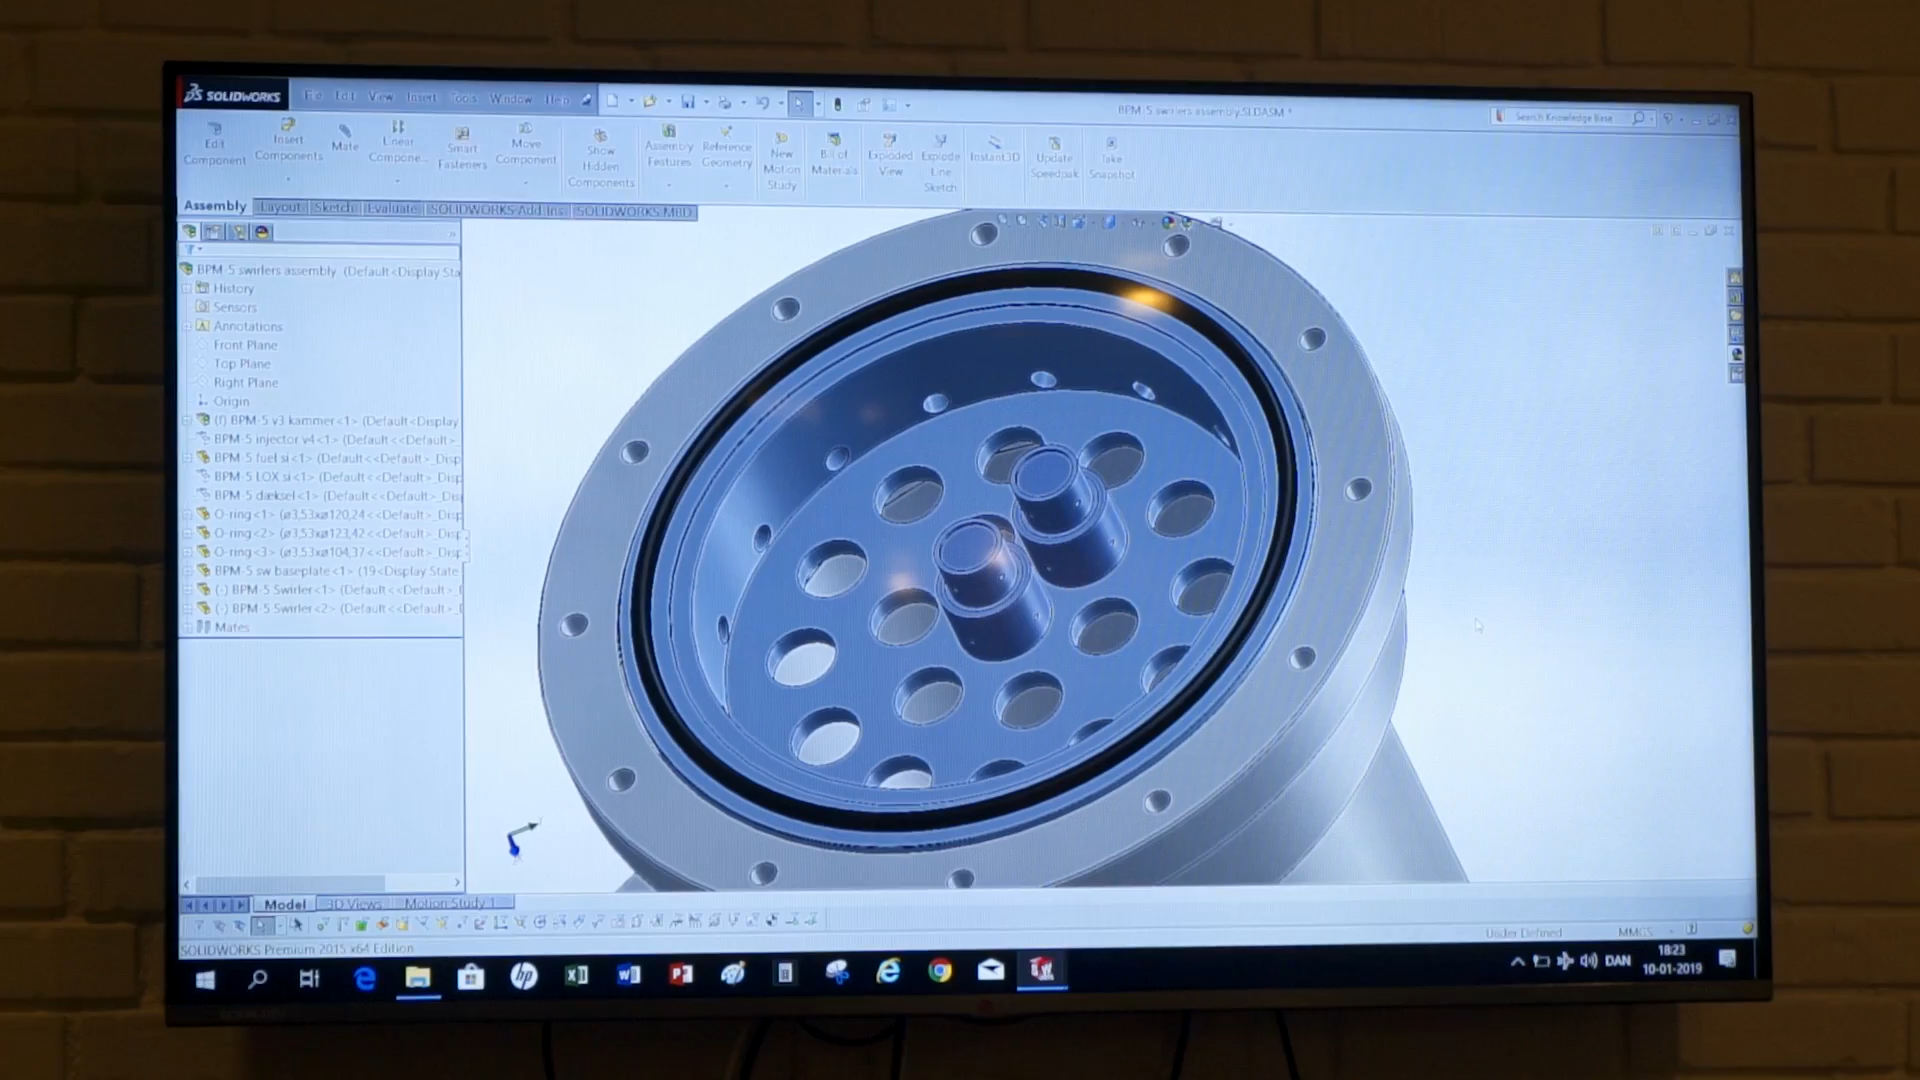 SOLIDWORKS File Edit View Insert Tools Window Help
BPM-5 swirlers assembly.SLDASM *
Search Knowledge Base
Edit Component
Insert Components
Mate
Linear Compone...
Smart Fasteners
Move Component
Show Hidden Components
Assembly Features
Reference Geometry
New Motion Study
Bill of Materials
Exploded View
Explode Line Sketch
Instant3D
Update Speedpak
Take Snapshot
Assembly Layout Sketch Evaluate SOLIDWORKS Add-Ins SOLIDWORKS MBD
BPM-5 swirlers assembly (Default<Display Sta
History
Sensors
Annotations
Front Plane
Top Plane
Right Plane
Origin
(f) BPM-5 v3 kammer<1> (Default<Display
BPM-5 injector v4<1> (Default<<Default>_
BPM-5 fuel si<1> (Default<<Default>_Disp
BPM-5 LOX si<1> (Default<<Default>_Disp
BPM-5 dæksel<1> (Default<<Default>_Disp
O-ring<1> (ø3,53xø120,24<<Default>_Disp
O-ring<2> (ø3,53xø123,42<<Default>_Disp
O-ring<3> (ø3,53xø104,37<<Default>_Disp
BPM-5 sw baseplate<1> (19<Display State
(-) BPM-5 Swirler<1> (Default<<Default>_
(-) BPM-5 Swirler<2> (Default<<Default>_
Mates
Model 3D Views Motion Study 1
SOLIDWORKS Premium 2015 x64 Edition
Under Defined MMGS
DAN
18:23
10-01-2019